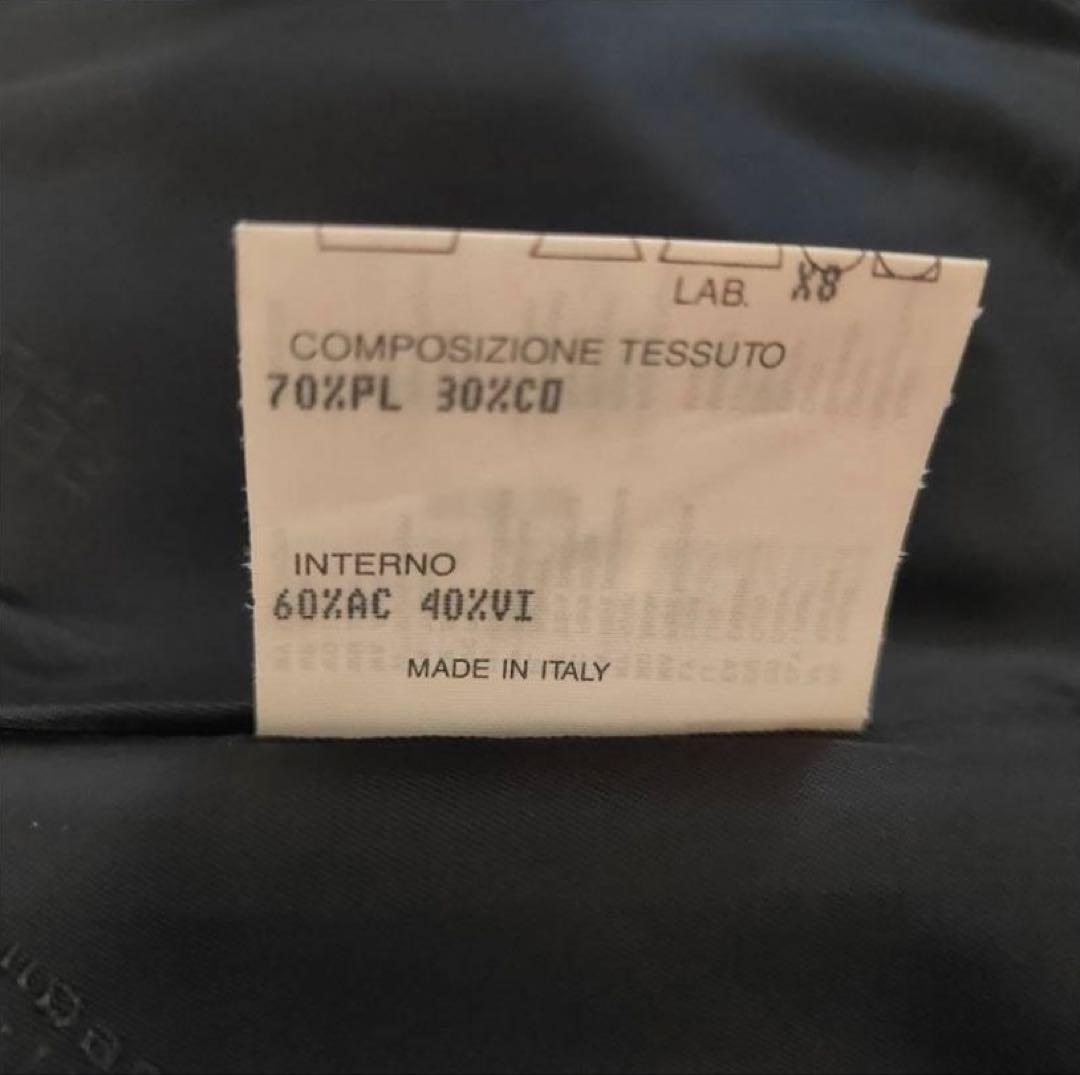 LAB. X8
COMPOSIZIONE TESSUTO
70%PL 30%CO
INTERNO
60%AC 40%VI
MADE IN ITALY